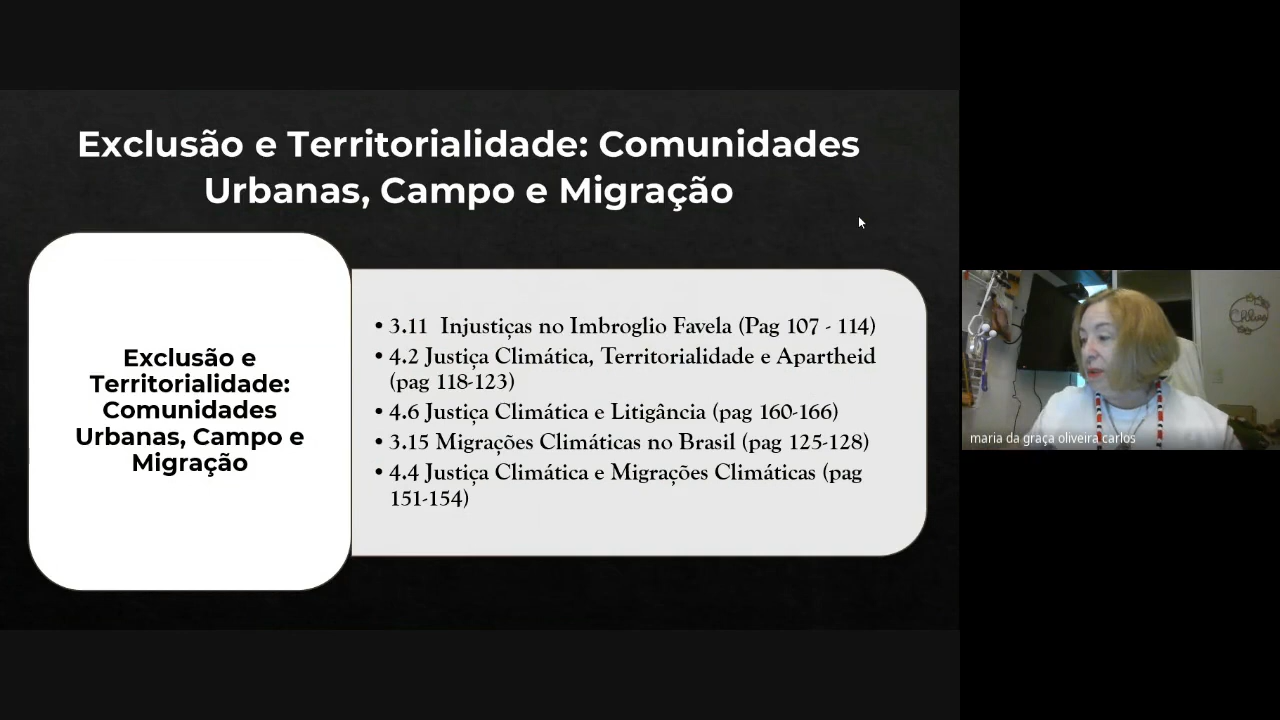 Exclusão e Territorialidade: Comunidades
Urbanas, Campo e Migração
Exclusão e
Territorialidade:
Comunidades
Urbanas, Campo e
Migração
• 3.11 Injustiças no Imbroglio Favela (Pag 107 - 114)
• 4.2 Justiça Climática, Territorialidade e Apartheid
(pag 118-123)
• 4.6 Justiça Climática e Litigância (pag 160-166)
• 3.15 Migrações Climáticas no Brasil (pag 125-128)
• 4.4 Justiça Climática e Migrações Climáticas (pag
151-154)
maria da graça oliveira carlos